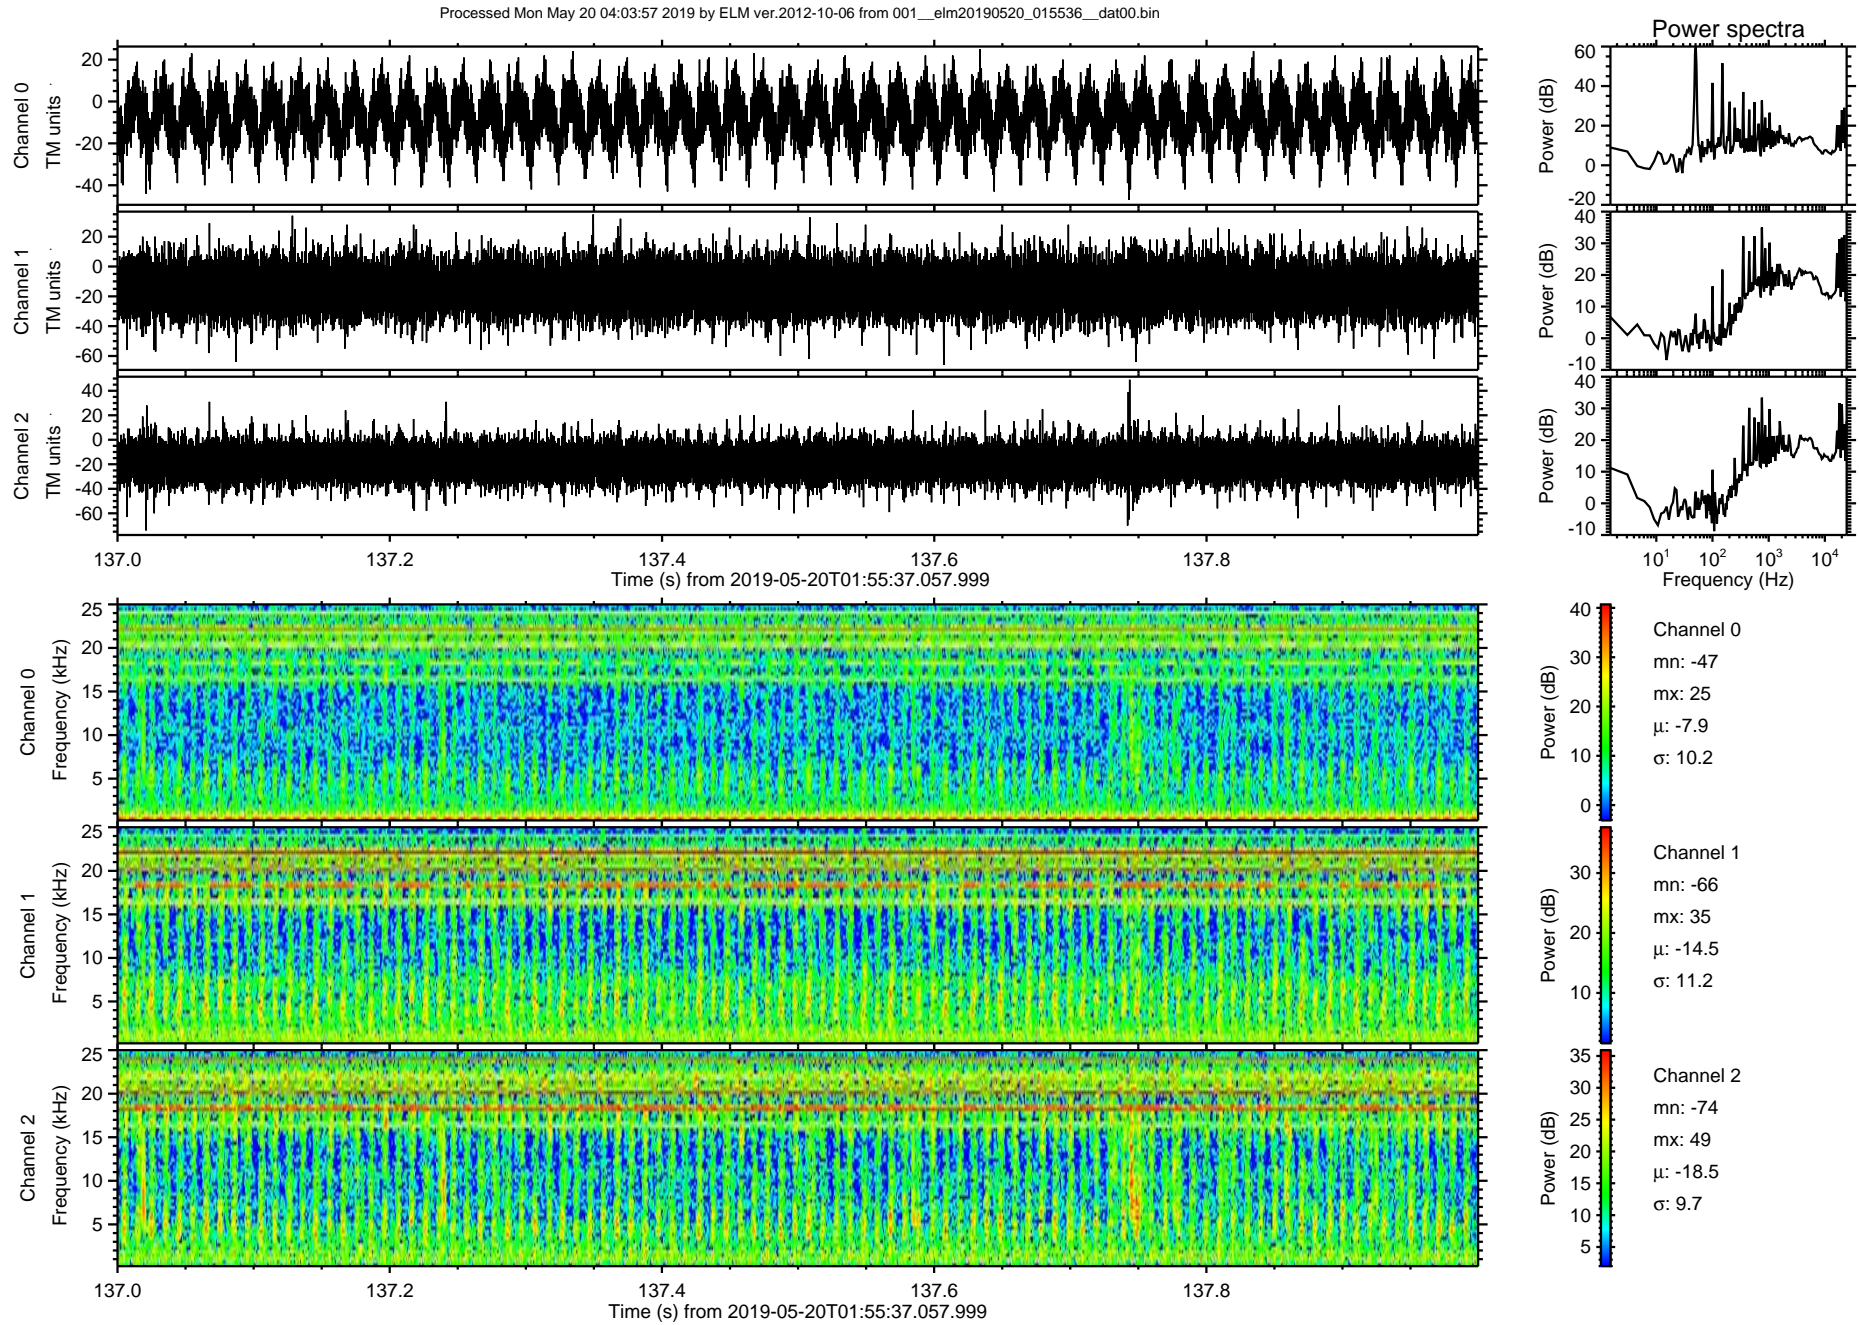 Processed Mon May 20 04:03:57 2019 by ELM ver.2012-10-06 from 001__elm20190520_015536__dat00.bin
Power spectra
Channel 0
TM units
20
0
-20
-40
Power (dB)
60
40
20
0
-20
Channel 1
TM units
20
0
-20
-40
-60
Power (dB)
40
30
20
10
0
-10
Channel 2
TM units
40
20
0
-20
-40
-60
Power (dB)
40
30
20
10
0
-10
137.0 137.2 137.4 137.6 137.8
Time (s) from 2019-05-20T01:55:37.057.999
10^1 10^2 10^3 10^4
Frequency (Hz)
Channel 0
Frequency (kHz)
25
20
15
10
5
Power (dB)
40
30
20
10
0
Channel 0
mn: -47
mx: 25
μ: -7.9
σ: 10.2
Channel 1
Frequency (kHz)
25
20
15
10
5
Power (dB)
30
20
10
Channel 1
mn: -66
mx: 35
μ: -14.5
σ: 11.2
Channel 2
Frequency (kHz)
25
20
15
10
5
Power (dB)
35
30
25
20
15
10
5
Channel 2
mn: -74
mx: 49
μ: -18.5
σ: 9.7
137.0 137.2 137.4 137.6 137.8
Time (s) from 2019-05-20T01:55:37.057.999